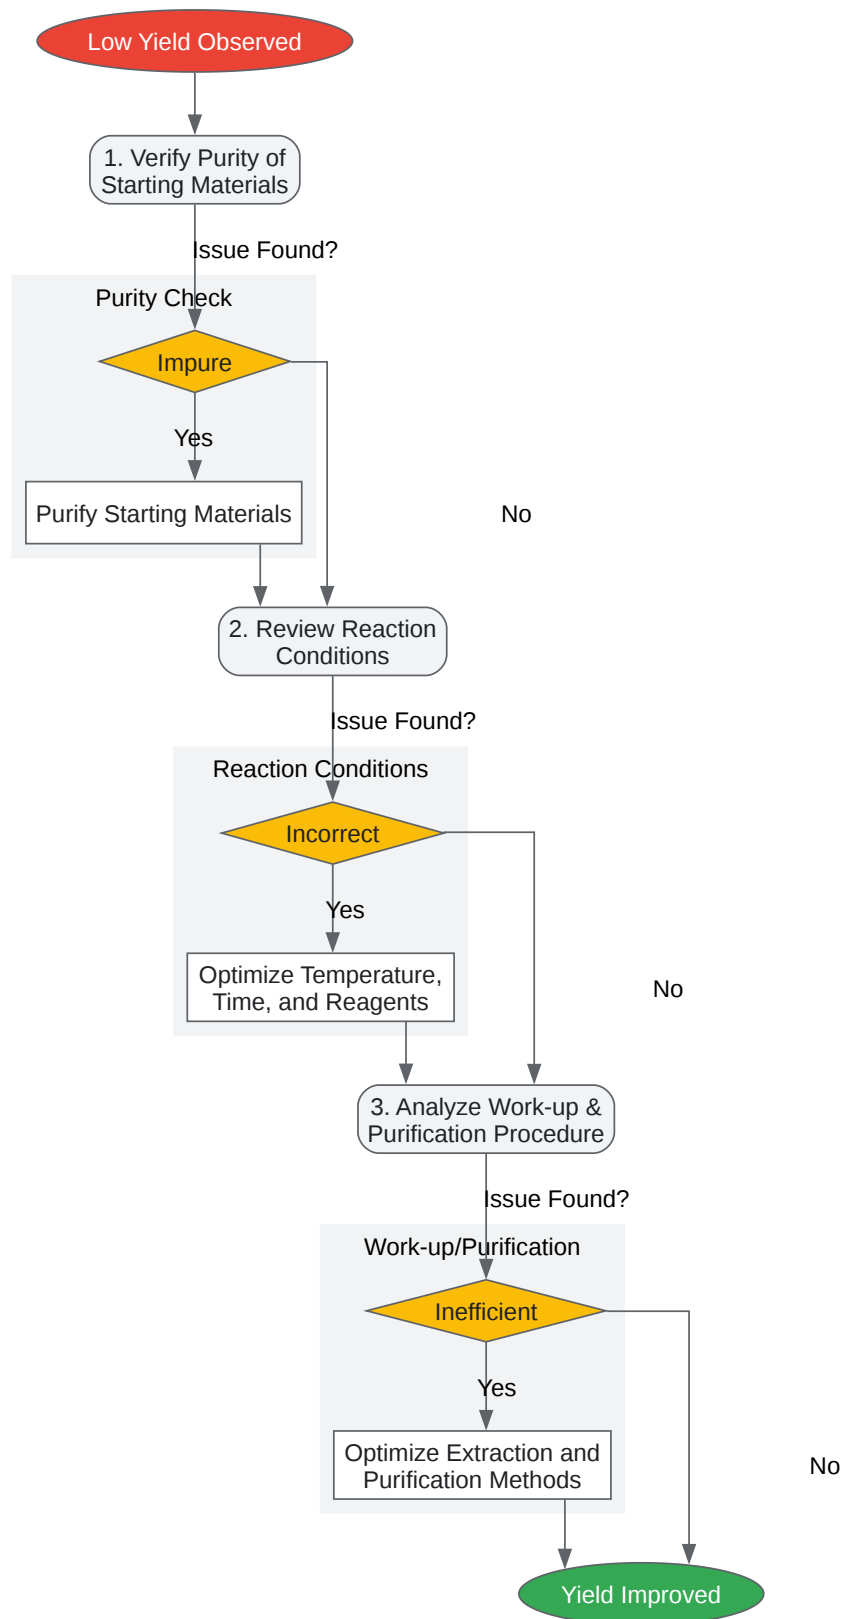 Low Yield Observed
1. Verify Purity of
Starting Materials
Issue Found?
Purity Check
Impure
Yes
Purify Starting Materials
No
2. Review Reaction
Conditions
Issue Found?
Reaction Conditions
Incorrect
Yes
Optimize Temperature,
Time, and Reagents
No
3. Analyze Work-up &
Purification Procedure
Issue Found?
Work-up/Purification
Inefficient
Yes
Optimize Extraction and
Purification Methods
No
Yield Improved